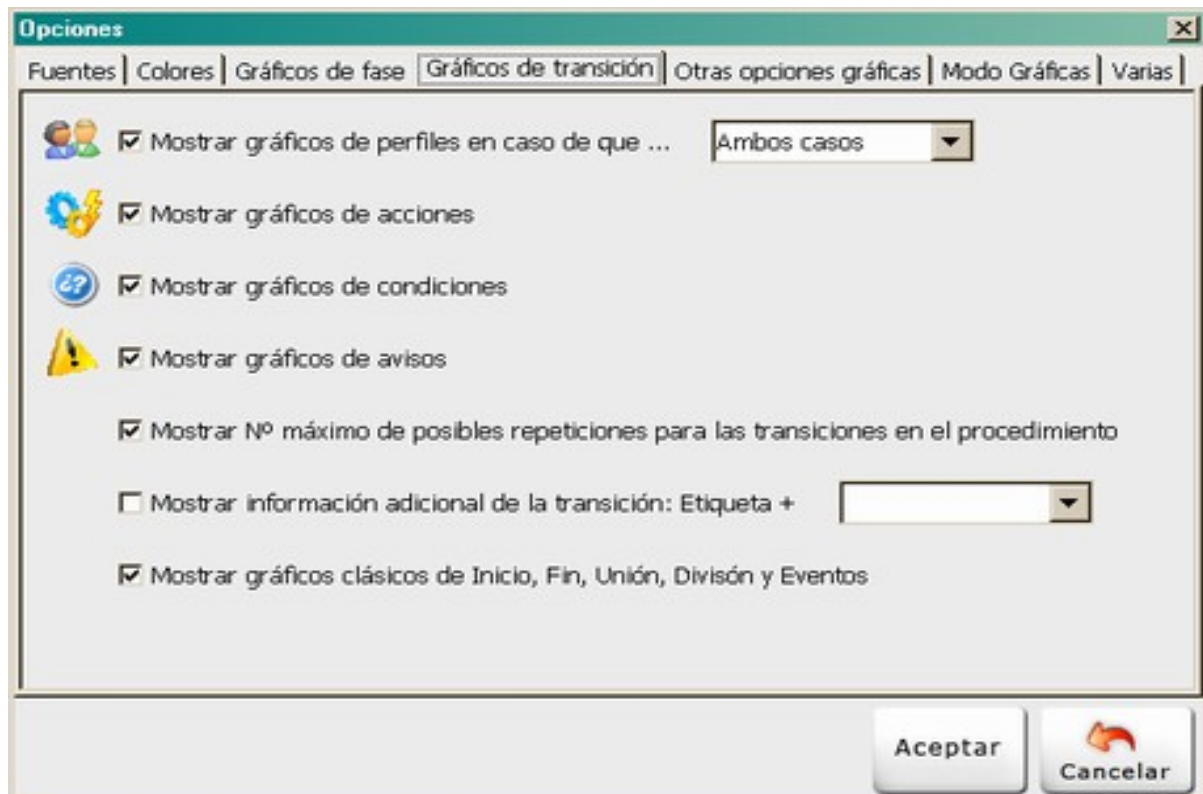 Opciones
Fuentes Colores Gráficos de fase Gráficos de transición Otras opciones gráficas Modo Gráficas Varias
Mostrar gráficos de perfiles en caso de que ... Ambos casos
Mostrar gráficos de acciones
¿? Mostrar gráficos de condiciones
Mostrar gráficos de avisos
Mostrar Nº máximo de posibles repeticiones para las transiciones en el procedimiento
Mostrar información adicional de la transición: Etiqueta +
Mostrar gráficos clásicos de Inicio, Fin, Unión, Divisón y Eventos
Aceptar
Cancelar